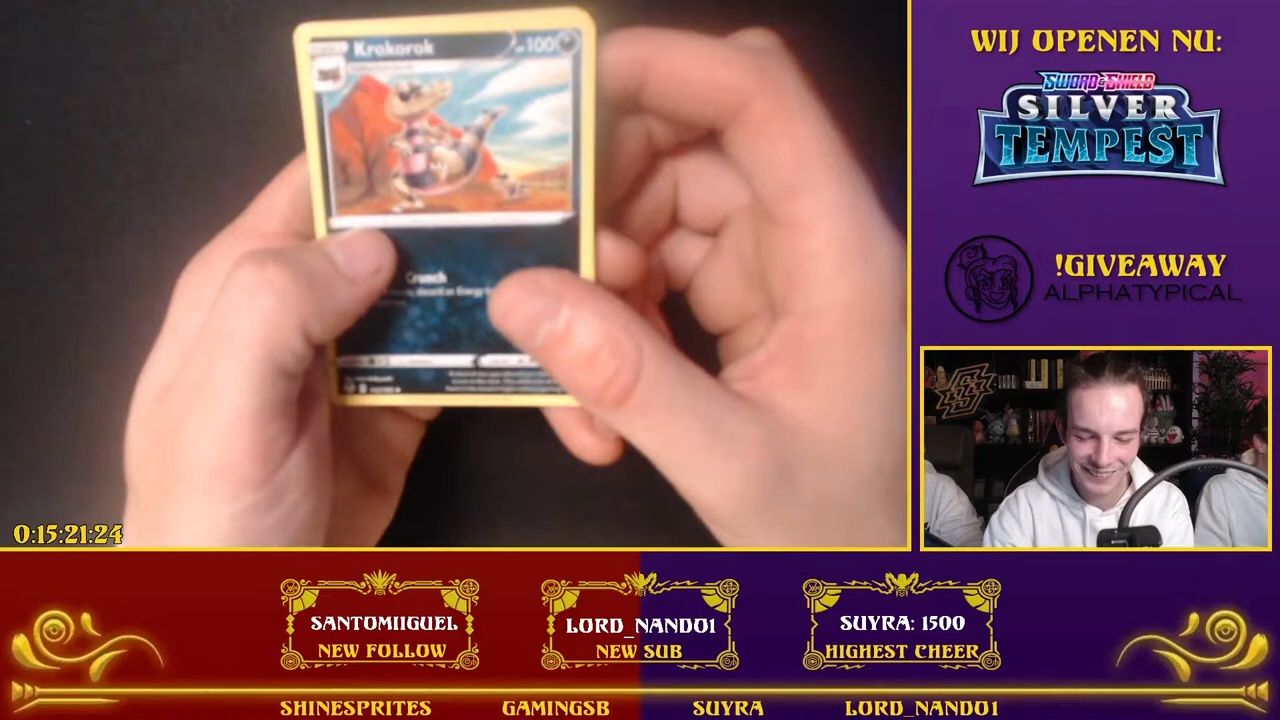 Krokorok
100
Crunch
WIJ OPENEN NU:
SWORD & SHIELD
SILVER
TEMPEST
!GIVEAWAY
ALPHATYPICAL
0:15:21:24
SANTOMIIGUEL
NEW FOLLOW
LORD_NANDO1
NEW SUB
SUYRA: 1500
HIGHEST CHEER
SHINESPRITES GAMINGSB SUYRA LORD_NANDO1